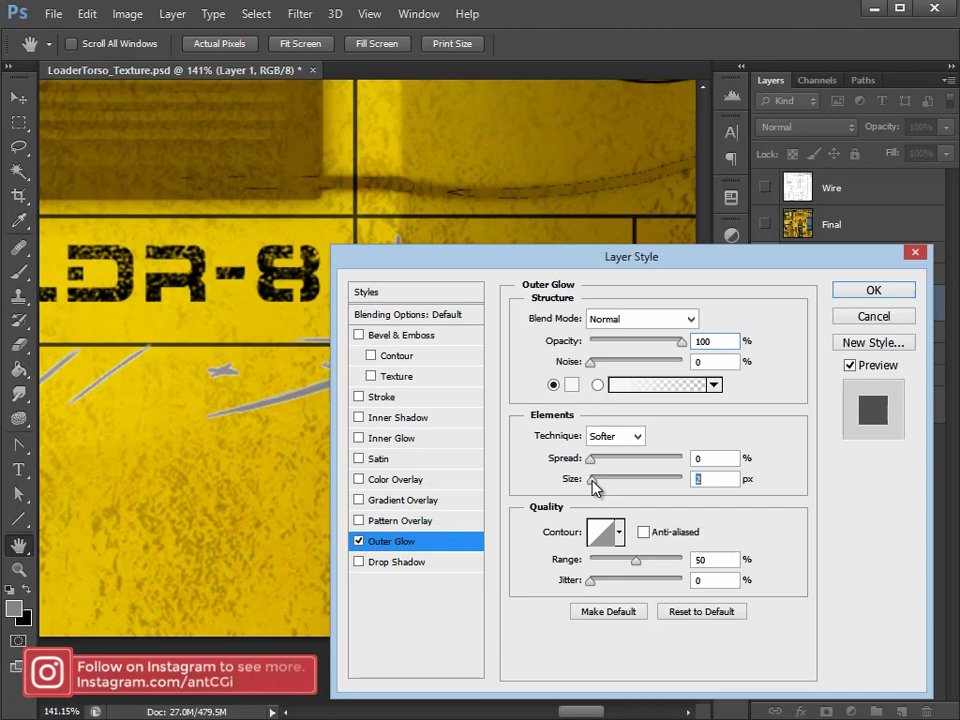 Ps File Edit Image Layer Type Select Filter 3D View Window Help
Scroll All Windows Actual Pixels Fit Screen Fill Screen Print Size
LoaderTorso_Texture.psd @ 141% (Layer 1, RGB/8) * ×
Layers Channels Paths
Kind
Normal Opacity: 100%
Lock: Fill: 100%
Wire
Final
LDR-8
Layer Style
Styles
Blending Options: Default
Bevel & Emboss
Contour
Texture
Stroke
Inner Shadow
Inner Glow
Satin
Color Overlay
Gradient Overlay
Pattern Overlay
Outer Glow
Drop Shadow
Outer Glow
Structure
Blend Mode: Normal
Opacity: 100 %
Noise: 0 %
Elements
Technique: Softer
Spread: 0 %
Size: 2 px
Quality
Contour: Anti-aliased
Range: 50 %
Jitter: 0 %
Make Default Reset to Default
OK
Cancel
New Style...
Preview
Follow on Instagram to see more.
Instagram.com/antCGi
141.15% Doc: 27.0M/479.5M